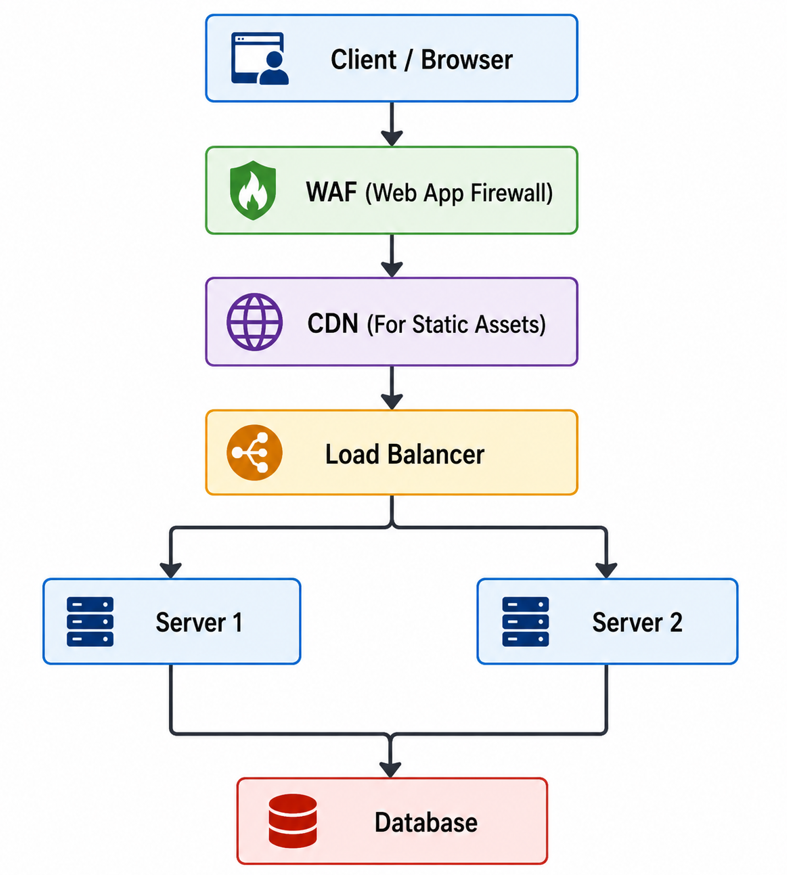 Client / Browser
WAF (Web App Firewall)
CDN (For Static Assets)
Load Balancer
Server 1
Server 2
Database